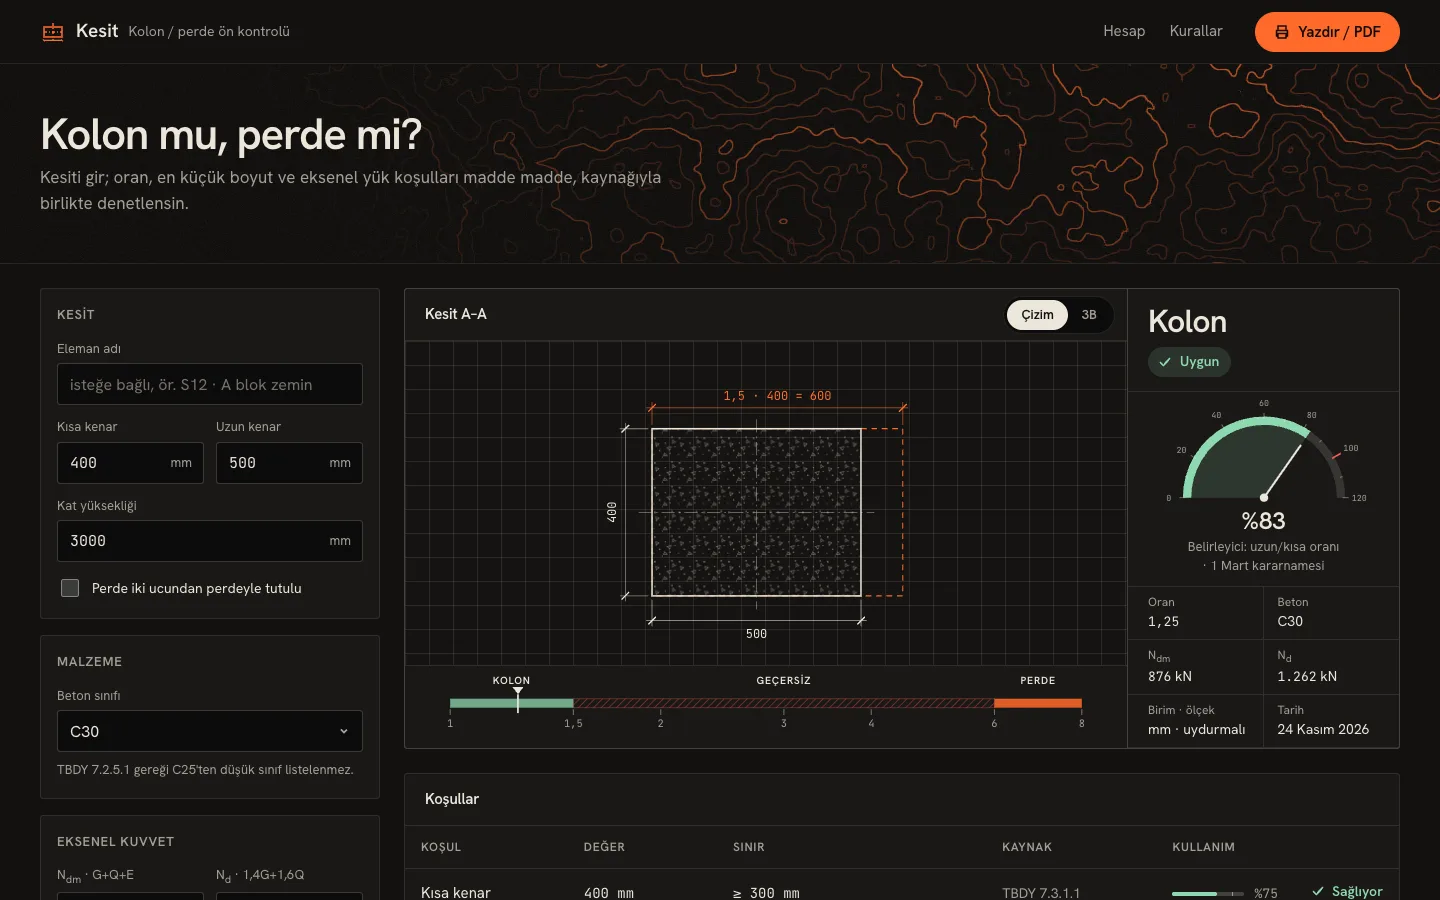 Kesit Kolon / perde ön kontrolü
Hesap
Kurallar
Yazdır / PDF
Kolon mu, perde mi?
Kesiti gir; oran, en küçük boyut ve eksenel yük koşulları madde madde, kaynağıyla
birlikte denetlensin.
KESİT
Eleman adı
isteğe bağlı, ör. S12 · A blok zemin
Kısa kenar
Uzun kenar
400 mm
500 mm
Kat yüksekliği
3000 mm
Perde iki ucundan perdeyle tutulu
MALZEME
Beton sınıfı
C30
TBDY 7.2.5.1 gereği C25'ten düşük sınıf listelenmez.
EKSENEL KUVVET
Ndm · G+Q+E
Nd · 1,4G+1,6Q
Kesit A–A
Çizim
3B
1,5 · 400 = 600
400
500
KOLON
GEÇERSİZ
PERDE
1
1,5
2
3
4
6
8
Kolon
Uygun
0
20
40
60
80
100
120
%83
Belirleyici: uzun/kısa oranı
· 1 Mart kararnamesi
Oran
1,25
Beton
C30
Ndm
876 kN
Nd
1.262 kN
Birim · ölçek
mm · uydurmalı
Tarih
24 Kasım 2026
Koşullar
KOŞUL
DEĞER
SINIR
KAYNAK
KULLANIM
Kısa kenar
400 mm
≥ 300 mm
TBDY 7.3.1.1
%75
Sağlıyor